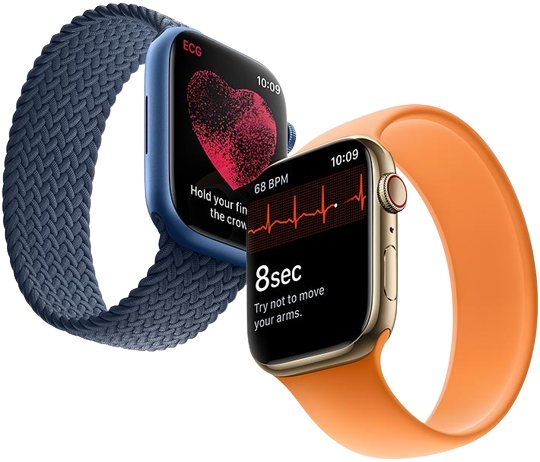 ECG
10:09
Hold your
the
68 BPM
10:09
8sec
Try not to move
your arms.